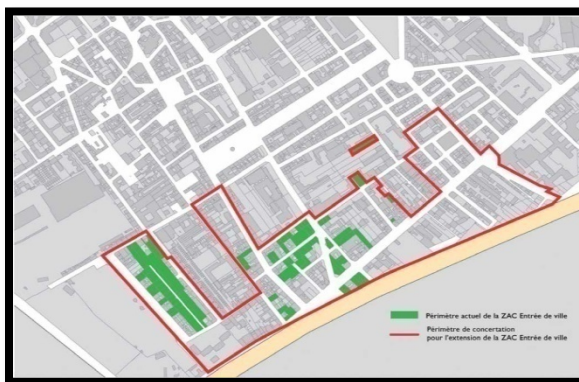 Périmètre actuel de la ZAC Entrée de ville
Périmètre de concertation
pour l'extension de la ZAC Entrée de ville